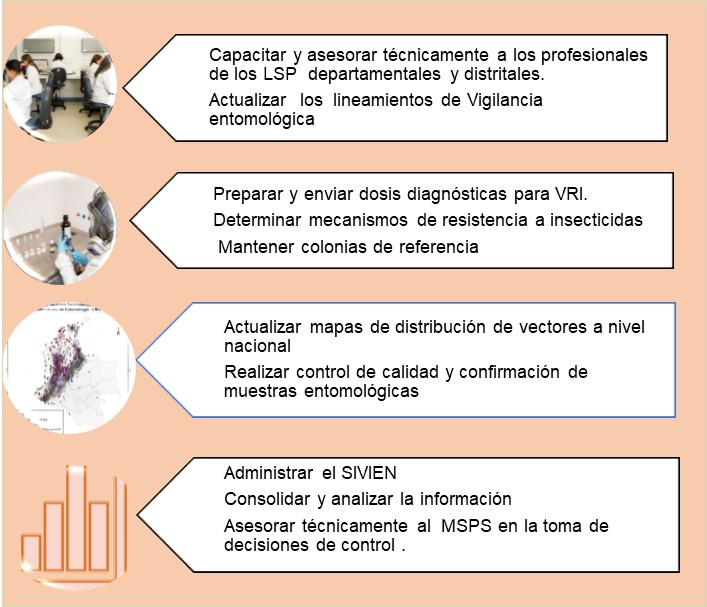 Capacitar y asesorar técnicamente a los profesionales
de los LSP departamentales y distritales.
Actualizar los lineamientos de Vigilancia
entomológica
Preparar y enviar dosis diagnósticas para VRI.
Determinar mecanismos de resistencia a insecticidas
Mantener colonias de referencia
Actualizar mapas de distribución de vectores a nivel
nacional
Realizar control de calidad y confirmación de
muestras entomológicas
Administrar el SIVIEN
Consolidar y analizar la información
Asesorar técnicamente al MSPS en la toma de
decisiones de control .